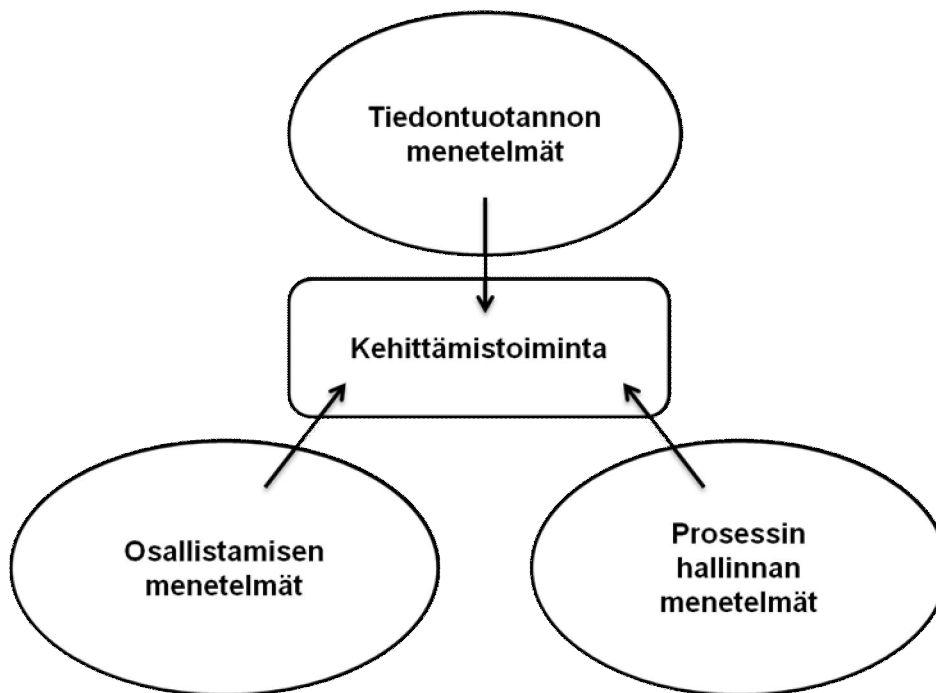 Tiedontuotannon
menetelmät
Kehittämistoiminta
Osallistamisen
menetelmät
Prosessin
hallinnan
menetelmät